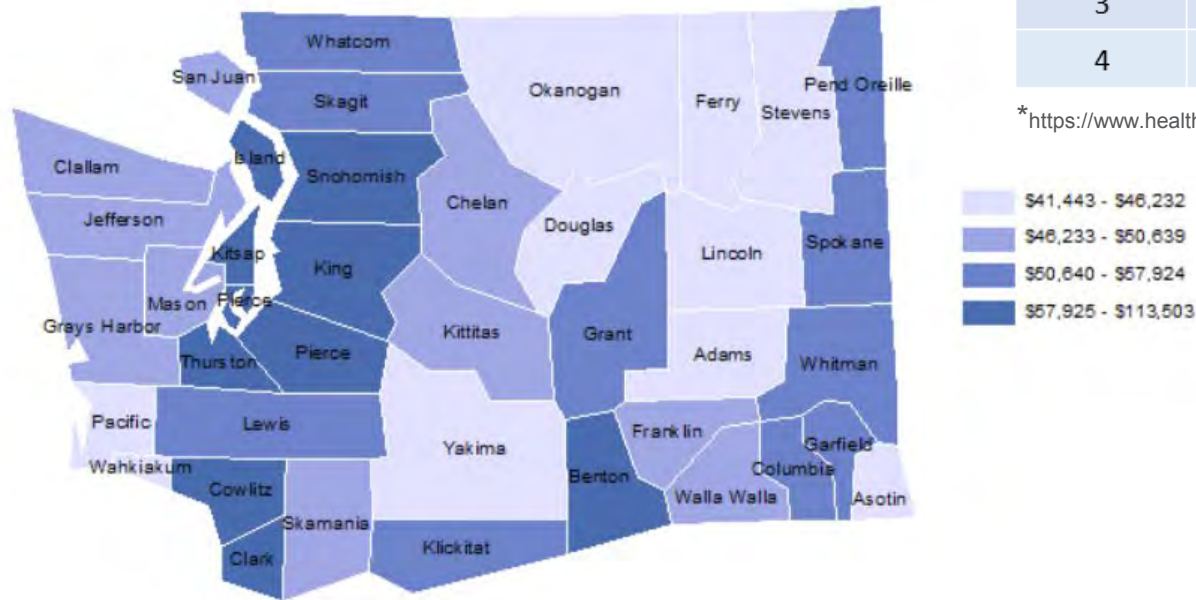 3
4
*https://www.health
Whatcom
San Juan
Skagit
Okanogan
Ferry
Stevens
Pend Oreille
Island
Snohomish
Clallam
Jefferson
Chelan
Douglas
Lincoln
Spokane
Kitsap
King
Mason
Pierce
Grays Harbor
Kittitas
Grant
Adams
Whitman
Thurston
Pierce
Pacific
Lewis
Yakima
Franklin
Garfield
Wahkiakum
Cowlitz
Benton
Columbia
Walla Walla
Asotin
Skamania
Clark
Klickitat
$41,443 - $46,232
$46,233 - $50,639
$50,640 - $57,924
$57,925 - $113,503